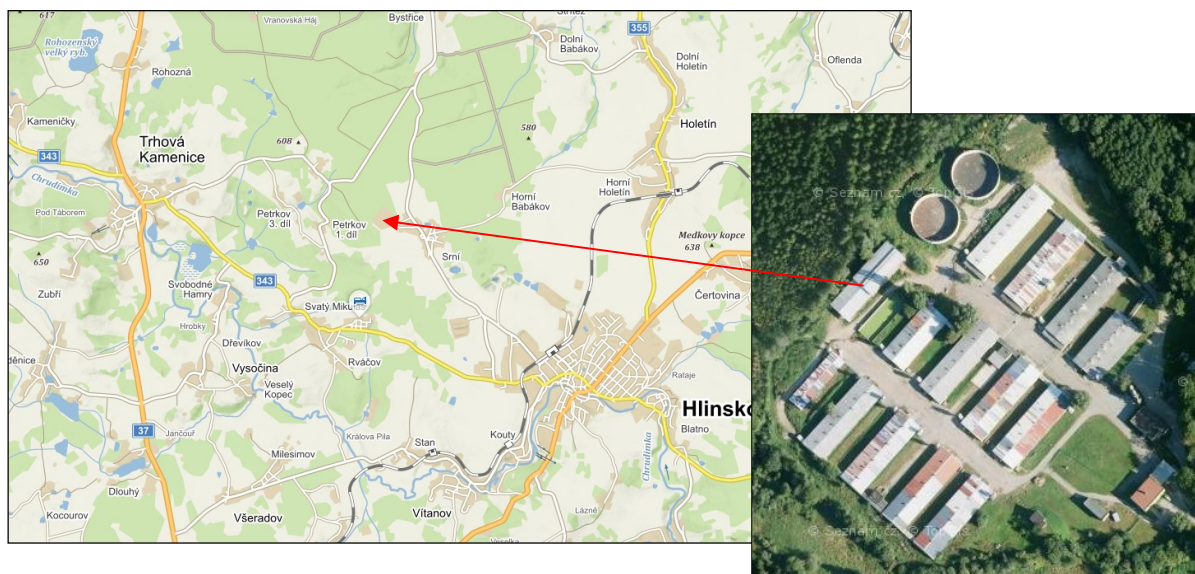 617
Vranovská Háj
Bystřice
355
Dolní
Babákov
Rohozenský
velký ryb.
Rohozná
Dolní
Holetín
Oflenda
Kameničky
343
Trhová
Kamenice
608
580
Holetín
Chrudimka
Pod Táborem
Petrkov
3. díl
Petrkov
1. díl
Horní
Babákov
Horní
Holetín
Srní
Medkovy kopce
638
650
Zubří
Svobodné
Hamry
343
Čertovina
Hrobky
Svatý Mikul
Dřevíkov
Rváčov
Vysočina
Veselý
Kopec
Rataje
Hlinsko
Blatno
37
Jančouř
Králova Pila
Stan
Kouty
Chrudimka
Milesimov
Dlouhý
Kocourov
Všeradov
Vítanov
Lázně
Veselka
© Seznam.cz, © TopGis
© Seznam.cz, © TopGis